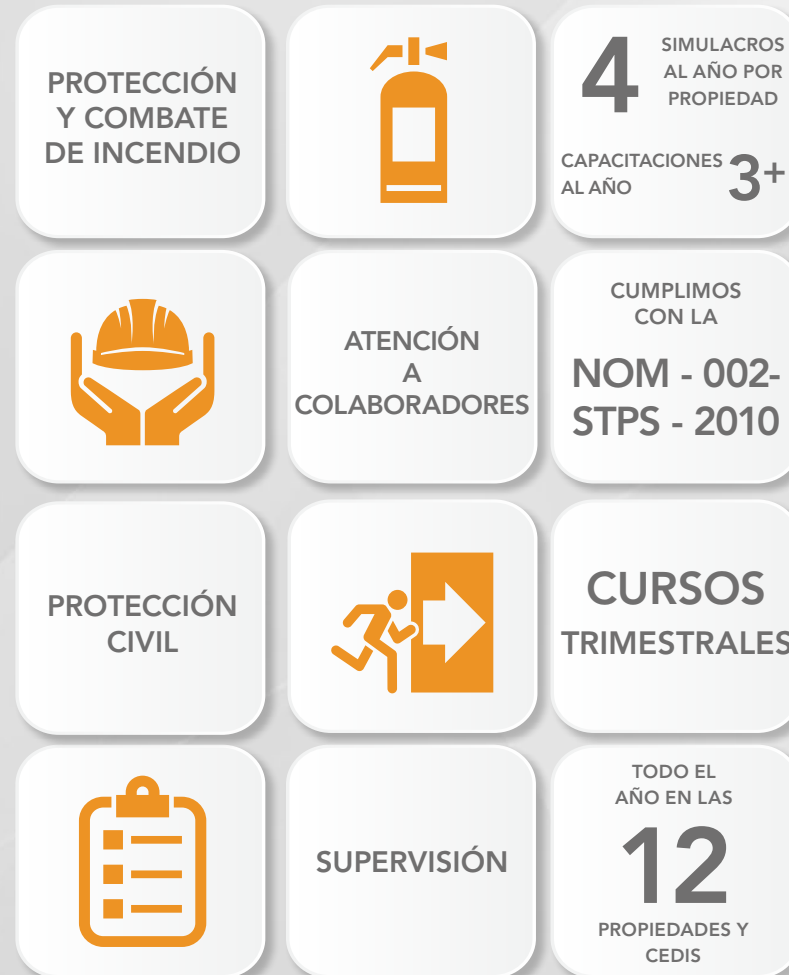 PROTECCIÓN
Y COMBATE
DE INCENDIO
4
SIMULACROS
AL AÑO POR
PROPIEDAD
CAPACITACIONES
AL AÑO
3+
ATENCIÓN
A
COLABORADORES
CUMPLIMOS
CON LA
NOM - 002-
STPS - 2010
PROTECCIÓN
CIVIL
CURSOS
TRIMESTRALES
SUPERVISIÓN
TODO EL
AÑO EN LAS
12
PROPIEDADES Y
CEDIS